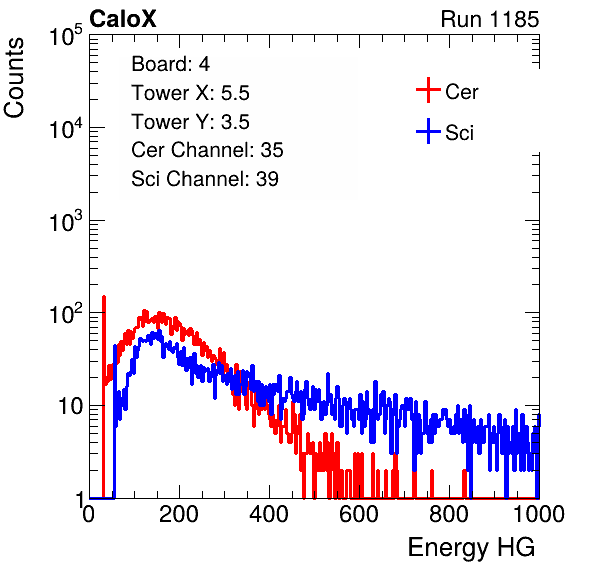 CaloX Run 1185
Counts
10^5
10^4
10^3
10^2
10
1
Board: 4
Tower X: 5.5
Tower Y: 3.5
Cer Channel: 35
Sci Channel: 39
Cer
Sci
0 200 400 600 800 1000
Energy HG